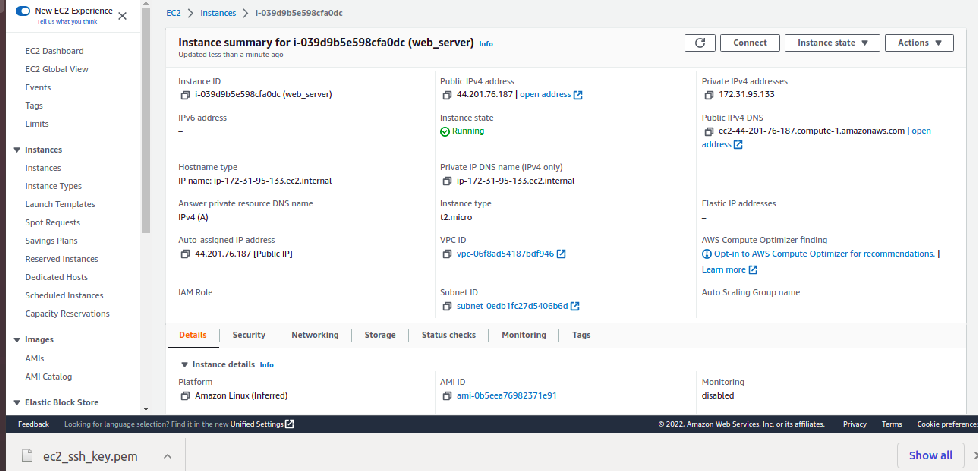 New EC2 Experience
Tell us what you think
EC2 Dashboard
EC2 Global View
Events
Tags
Limits
Instances
Instances
Instance Types
Launch Templates
Spot Requests
Savings Plans
Reserved Instances
Dedicated Hosts
Scheduled Instances
Capacity Reservations
Images
AMIs
AMI Catalog
Elastic Block Store
EC2 > Instances > i-039d9b5e598cfa0dc
Instance summary for i-039d9b5e598cfa0dc (web_server) Info
Updated less than a minute ago
Connect
Instance state
Actions
Instance ID
i-039d9b5e598cfa0dc (web_server)
Public IPv4 address
44.201.76.187 | open address
Private IPv4 addresses
172.31.95.133
IPv6 address
–
Instance state
Running
Public IPv4 DNS
ec2-44-201-76-187.compute-1.amazonaws.com | open
address
Hostname type
IP name: ip-172-31-95-133.ec2.internal
Private IP DNS name (IPv4 only)
ip-172-31-95-133.ec2.internal
Answer private resource DNS name
IPv4 (A)
Instance type
t2.micro
Elastic IP addresses
–
Auto-assigned IP address
44.201.76.187 [Public IP]
VPC ID
vpc-06f8ad54187bdf946
AWS Compute Optimizer finding
Opt-in to AWS Compute Optimizer for recommendations. |
Learn more
IAM Role
Subnet ID
subnet-0edb1fc27d5406b6d
Auto Scaling Group name
Details
Security
Networking
Storage
Status checks
Monitoring
Tags
Instance details Info
Platform
Amazon Linux (Inferred)
AMI ID
ami-0b5eea76982371e91
Monitoring
disabled
Feedback
Looking for language selection? Find it in the new Unified Settings
© 2022, Amazon Web Services, Inc. or its affiliates.
Privacy
Terms
Cookie preference
ec2_ssh_key.pem
Show all